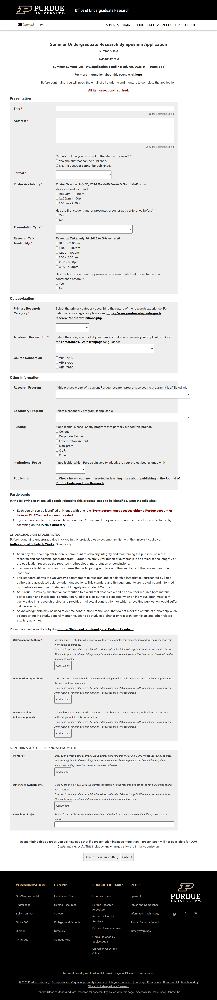 PURDUE
UNIVERSITY®
Office of Undergraduate Research
OURConnect HOME
ADMIN
DATA
CONFERENCE
ACCOUNT
LOGOUT
Summer Undergraduate Research Symposium Application
Summary text
Availability Text
Summer Symposium - WL application deadline: July 09, 2026 at 11:59pm EST
For more information about this event, click here.
Before continuing, you will need the email of all students and mentors to complete the application.
All items/sections required.
Presentation
Title *
125 characters remaining
Abstract *
2000 characters remaining
Can we include your abstract in the abstract booklet? *
Yes, the abstract can be published.
No, the abstract cannot be published.
Format *
Poster Availability *
Poster Session: July 30, 2026 the PMU North & South Ballrooms
Minimum required selections: 1
10:30am - 11:30am
12:00pm - 1:00pm
1:30pm - 2:30pm
Has the first student author presented a poster at a conference before? *
Yes
No
Presentation Type *
Research Talk
Availability *
Research Talks: July 30, 2026 in Grissom Hall
10:00 - 11:00am
11:00 - 12:00pm
12:00 - 1:00pm
1:00 - 2:00pm
2:00 - 3:00pm
3:00 - 4:00pm
Has the first student author presented a research talk/oral presentation at a
conference before? *
Yes
No
Categorization
Primary Research
Category *
Select the primary category describing the nature of the research experience. For
definitions of categories, please see: https://www.purdue.edu/undergrad-
research/about/definitions.php.
Academic Review Unit *
Select the college/school at your campus that should review your application. Go to
the conference's FAQs webpage for guidance.
Course Connection
VIP 27920
VIP 37920
VIP 47920
Other Information
Research Program
If this project is part of a current Purdue research program, select the program it is affiliated with.
Secondary Program
Select a secondary program, if applicable.
Funding
If applicable, please list any program that partially funded this project.
College
Corporate Partner
Federal/Government
Non-profit
OUR
Other
Institutional Focus
If applicable, which Purdue University initiative is your project best aligned with?
Publishing
Check here if you are interested in learning more about publishing in the Journal of
Purdue Undergraduate Research.
Participants
In the following sections, all people related to this proposal need to be identified. Note the following:
Each person can be identified only once with one role. Every person must possess either a Purdue account or
have an OURConnect account created.
If you cannot locate an individual based on their Purdue email, they may have another alias that can be found by
searching on the Purdue directory.
UNDERGRADUATE STUDENTS (UG)
Before identifying undergraduates involved in this project, please become familiar with the university policy on
Authorship of Scholarly Works. Specifically:
Accuracy of authorship attribution is paramount to scholarly integrity and maintaining the public trust in the
research and scholarship generated from Purdue University. Attribution of authorship is as critical to the integrity of
the publication record as the reported methodology, interpretation or conclusions.
Inaccurate identification of authors harms the participating scholars and the credibility of the research and the
institution.
This standard affirms the University's commitment to research and scholarship integrity as represented by listed
authors and associated acknowledgment sections. This standard and its requirements are rooted in, and informed
by, Purdue's overarching Statement of Integrity and Code of Conduct.
At Purdue University, substantial contribution to a work that deserves credit as an author requires both material
participation and intellectual contribution. Credit for a co-author is expected when an individual both materially
participates in a research project and provides intellectual contribution for which a resulting publication would suffer
if it were lacking.
Acknowledgments may be used to denote contributions to the work that do not meet the criteria of authorship, such
as supporting the study, general mentoring, acting as study coordinator or research technician, and other related
auxiliary activities.
Presenters must also abide by the Purdue Statement of Integrity and Code of Conduct.
UG Presenting Authors *
Identify each UG student who deserves authorship credit for this presentation and will be presenting this
work at the conference.
Enter each person's official email Purdue address (if available) or existing OURConnect user email address.
After clicking "confirm" select the primary Purdue location for each person. The first person listed will be the
primary presenter.
Add Student
UG Contributing Authors
Then list each UG student who deserves authorship credit for this presentation but will not be presenting
this work at the conference.
Enter each person's official email Purdue address (if available) or existing OURConnect user email address.
After clicking "confirm" select the primary Purdue location for each person.
Add Student
UG Researcher
Acknowledgments
List each other UG student with substantial contribution to the research project but does not deserve
authorship credit for this presentation.
Enter each person's official email Purdue address (if available) or existing OURConnect user email address.
After clicking "confirm" select the primary Purdue location for each person.
Add Student
MENTORS AND OTHER ACKNOWLEDGMENTS
Mentors *
Enter each person's official email Purdue address (if available) or existing OURConnect user email address.
After clicking "confirm" select the primary Purdue location for each person. The first will be the primary
mentor and will approve the presentation to be delivered.
Add Mentor
Other Acknowledgments
List any other individual with substantial contribution to the research project but is not a UG student and
not a mentor.
Enter each person's official email Purdue address (if available) or existing OURConnect user email address.
After clicking "confirm" select the primary Purdue location for each person.
Add Another
Associated Project
Search for an OURConnect project associated with the listed mentors. Leave blank if no project can be
found.
In submitting this abstract, you acknowledge that if a presentation includes more than 4 presenters it will not be eligible for OUR
Conference Awards. This includes any changes after the initial submission.
Save without submitting
Submit
COMMUNICATION
OneCampus Portal
Brightspace
BoilerConnect
Office 365
Outlook
myPurdue
CAMPUS
Faculty and Staff
Human Resources
Careers
Colleges and Schools
Directory
Campus Map
PURDUE LIBRARIES
Libraries Home
Purdue Research
Repository
Purdue University
Archives
Purdue University Press
Find a Librarian by
Subject Area
University Copyright
Office
PEOPLE
Speak Up
Ethics and Compliance
Information Technology
Annual Security Report
Timely Warnings
PURDUE
UNIVERSITY®
Purdue University, 610 Purdue Mall, West Lafayette, IN, 47907, 765-494-4600
© 2026 Purdue University | An equal access/equal opportunity university | Integrity Statement | Copyright Complaints | Brand Toolkit | Maintained by
Office of Undergraduate Research
Contact Office of Undergraduate Research for accessibility issues with this page | Accessibility Resources | Contact Us